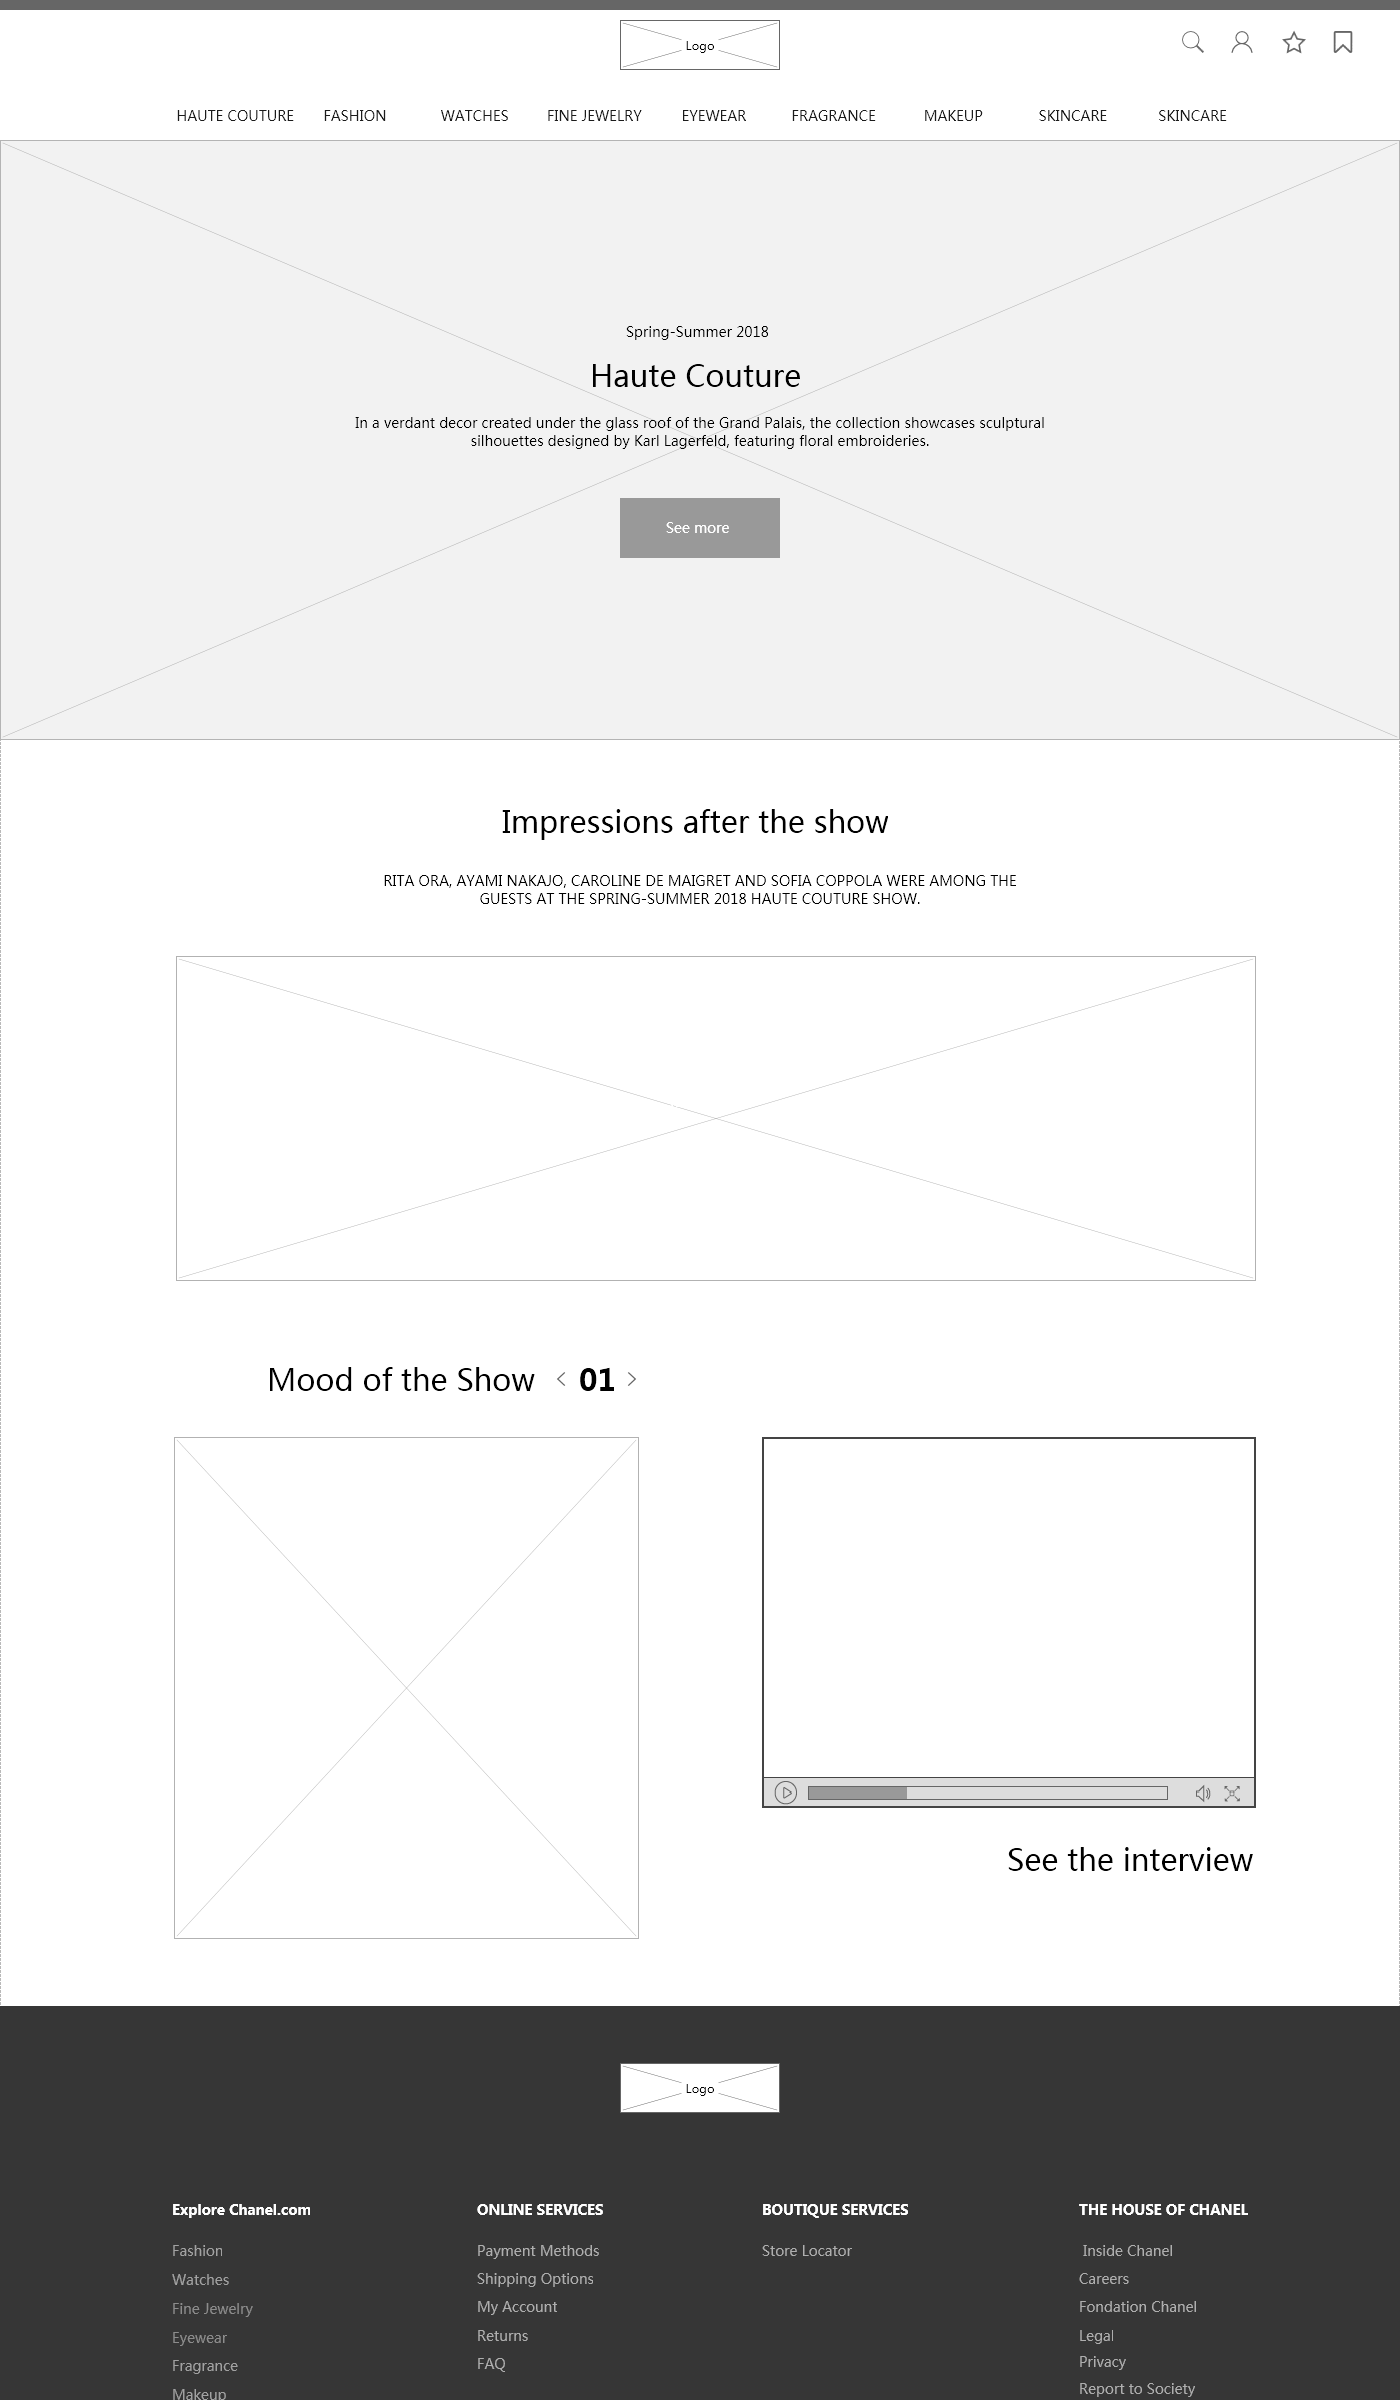 Logo
HAUTE COUTURE FASHION WATCHES FINE JEWELRY EYEWEAR FRAGRANCE MAKEUP SKINCARE SKINCARE
Spring-Summer 2018
Haute Couture
In a verdant decor created under the glass roof of the Grand Palais, the collection showcases sculptural
silhouettes designed by Karl Lagerfeld, featuring floral embroideries.
See more
Impressions after the show
RITA ORA, AYAMI NAKAJO, CAROLINE DE MAIGRET AND SOFIA COPPOLA WERE AMONG THE
GUESTS AT THE SPRING-SUMMER 2018 HAUTE COUTURE SHOW.
Mood of the Show < 01 >
See the interview
Logo
Explore Chanel.com
Fashion
Watches
Fine Jewelry
Eyewear
Fragrance
Makeup
ONLINE SERVICES
Payment Methods
Shipping Options
My Account
Returns
FAQ
BOUTIQUE SERVICES
Store Locator
THE HOUSE OF CHANEL
Inside Chanel
Careers
Fondation Chanel
Legal
Privacy
Report to Society